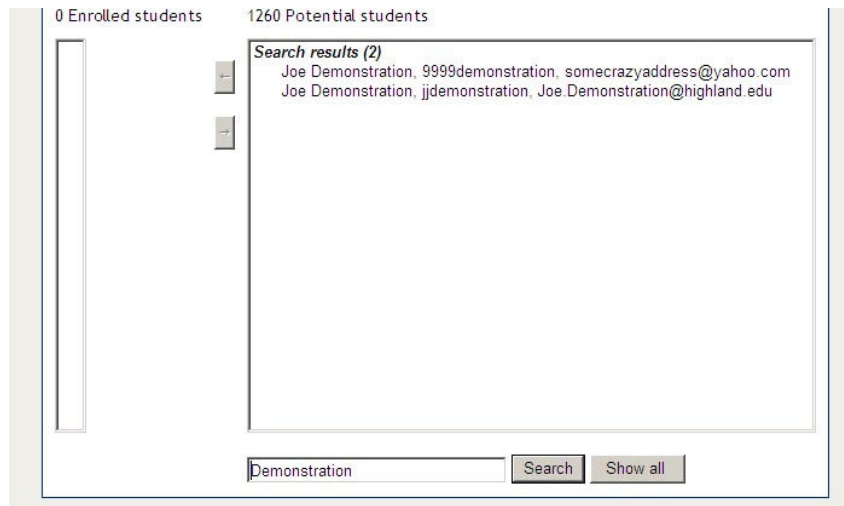 0 Enrolled students 1260 Potential students
Search results (2)
Joe Demonstration, 9999demonstration, somecrazyaddress@yahoo.com
Joe Demonstration, jjdemonstration, Joe.Demonstration@highland.edu
←
→
Demonstration Search Show all